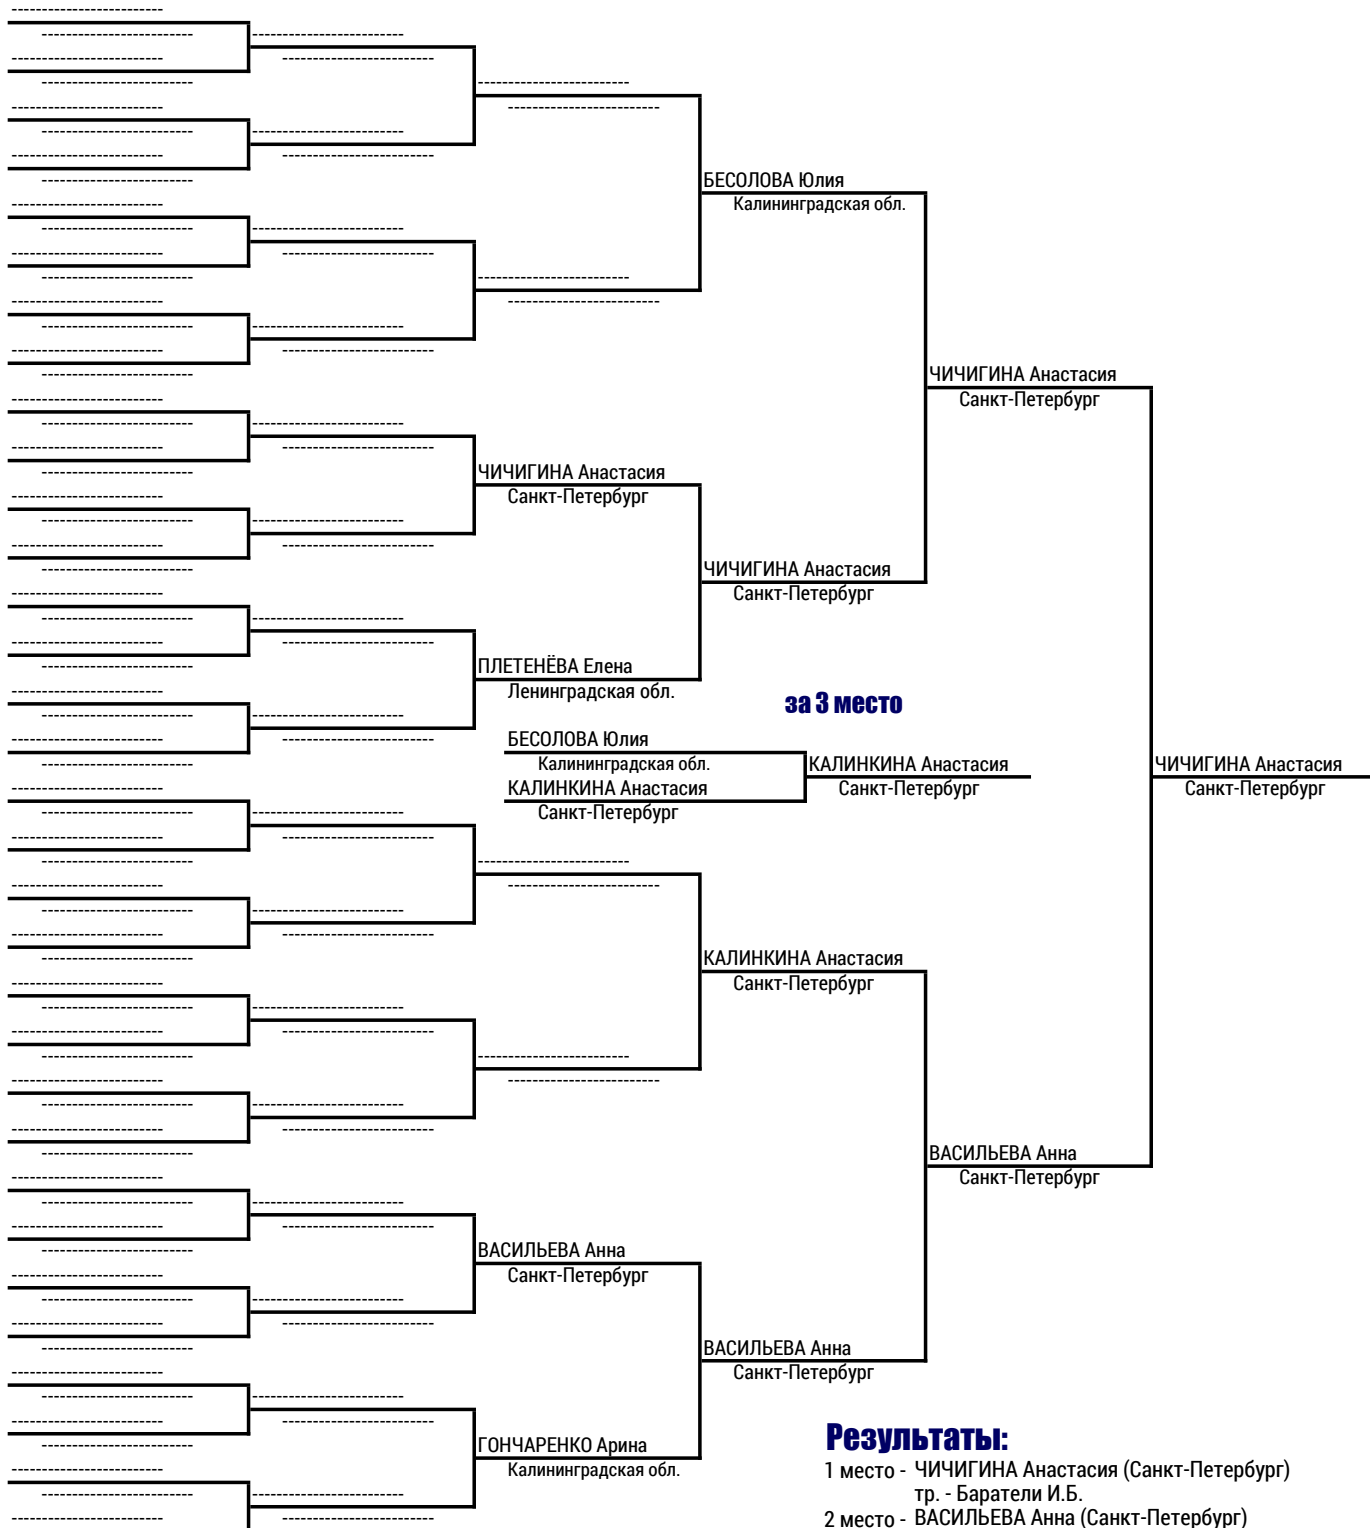 БЕСОЛОВА Юлия
Калининградская обл.
ЧИЧИГИНА Анастасия
Санкт-Петербург
ЧИЧИГИНА Анастасия
Санкт-Петербург
ЧИЧИГИНА Анастасия
Санкт-Петербург
ПЛЕТЕНЁВА Елена
Ленинградская обл.
за 3 место
БЕСОЛОВА Юлия
Калининградская обл.
КАЛИНКИНА Анастасия
Санкт-Петербург
КАЛИНКИНА Анастасия
Санкт-Петербург
ЧИЧИГИНА Анастасия
Санкт-Петербург
КАЛИНКИНА Анастасия
Санкт-Петербург
ВАСИЛЬЕВА Анна
Санкт-Петербург
ВАСИЛЬЕВА Анна
Санкт-Петербург
ВАСИЛЬЕВА Анна
Санкт-Петербург
ГОНЧАРЕНКО Арина
Калининградская обл.
Результаты:
1 место - ЧИЧИГИНА Анастасия (Санкт-Петербург)
тр. - Баратели И.Б.
2 место - ВАСИЛЬЕВА Анна (Санкт-Петербург)